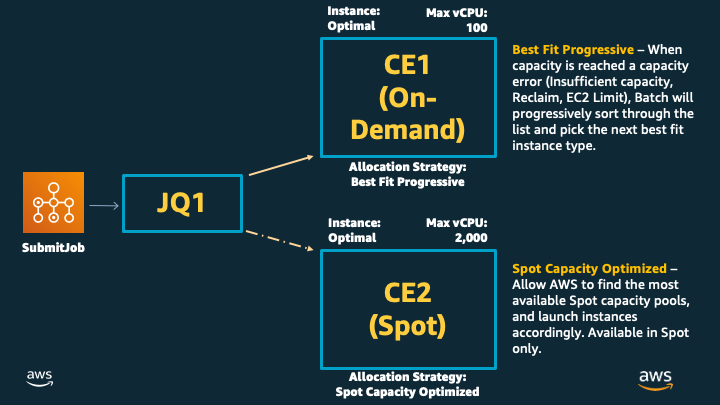 Instance:
Optimal
Max vCPU:
100
CE1
(On-
Demand)
Allocation Strategy:
Best Fit Progressive
Best Fit Progressive – When
capacity is reached a capacity
error (Insufficient capacity,
Reclaim, EC2 Limit), Batch will
progressively sort through the
list and pick the next best fit
instance type.
SubmitJob
JQ1
Instance:
Optimal
Max vCPU:
2,000
CE2
(Spot)
Allocation Strategy:
Spot Capacity Optimized
Spot Capacity Optimized –
Allow AWS to find the most
available Spot capacity pools,
and launch instances
accordingly. Available in Spot
only.
aws
aws